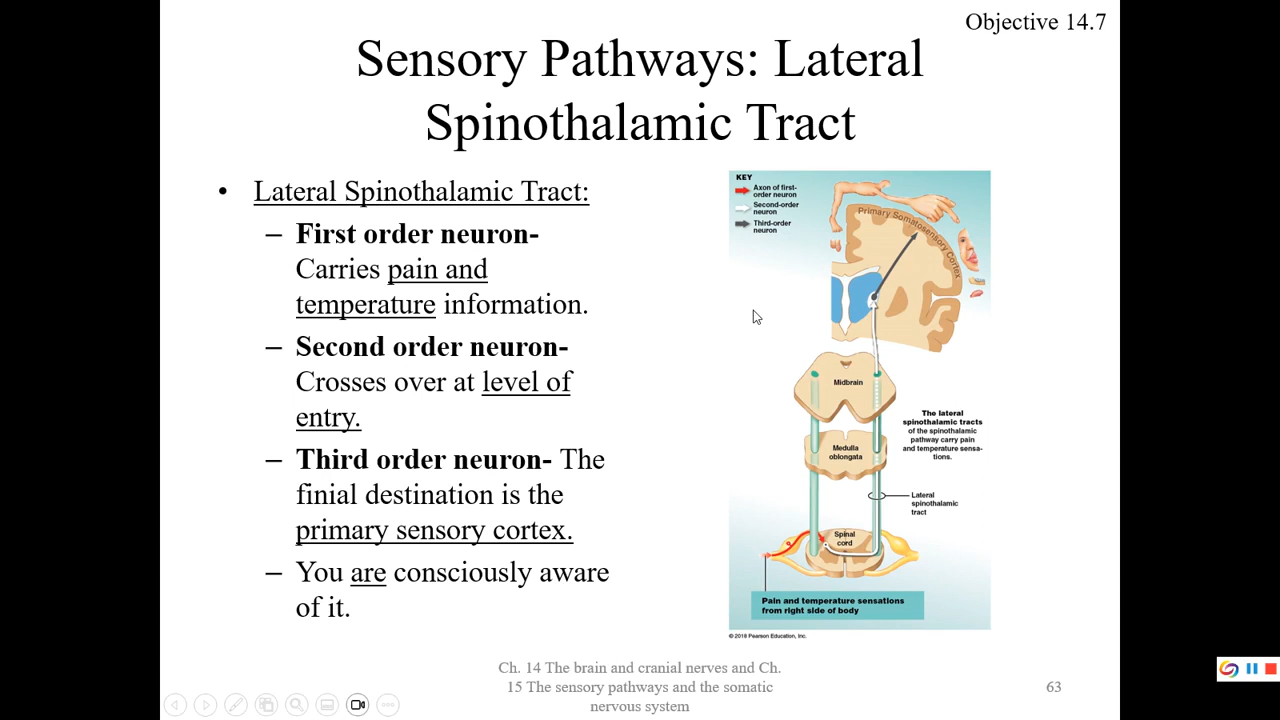 Objective 14.7
Sensory Pathways: Lateral
Spinothalamic Tract
• Lateral Spinothalamic Tract:
– First order neuron-
Carries pain and
temperature information.
– Second order neuron-
Crosses over at level of
entry.
– Third order neuron- The
finial destination is the
primary sensory cortex.
– You are consciously aware
of it.
KEY
Axon of first-
order neuron
Second-order
neuron
Third-order
neuron
Primary Somatosensory Cortex
Midbrain
The lateral
spinothalamic tracts
of the spinothalamic
pathway carry pain
and temperature sensa-
tions.
Medulla
oblongata
Lateral
spinothalamic
tract
Spinal
cord
Pain and temperature sensations
from right side of body
© 2018 Pearson Education, Inc.
Ch. 14 The brain and cranial nerves and Ch.
15 The sensory pathways and the somatic
nervous system
63